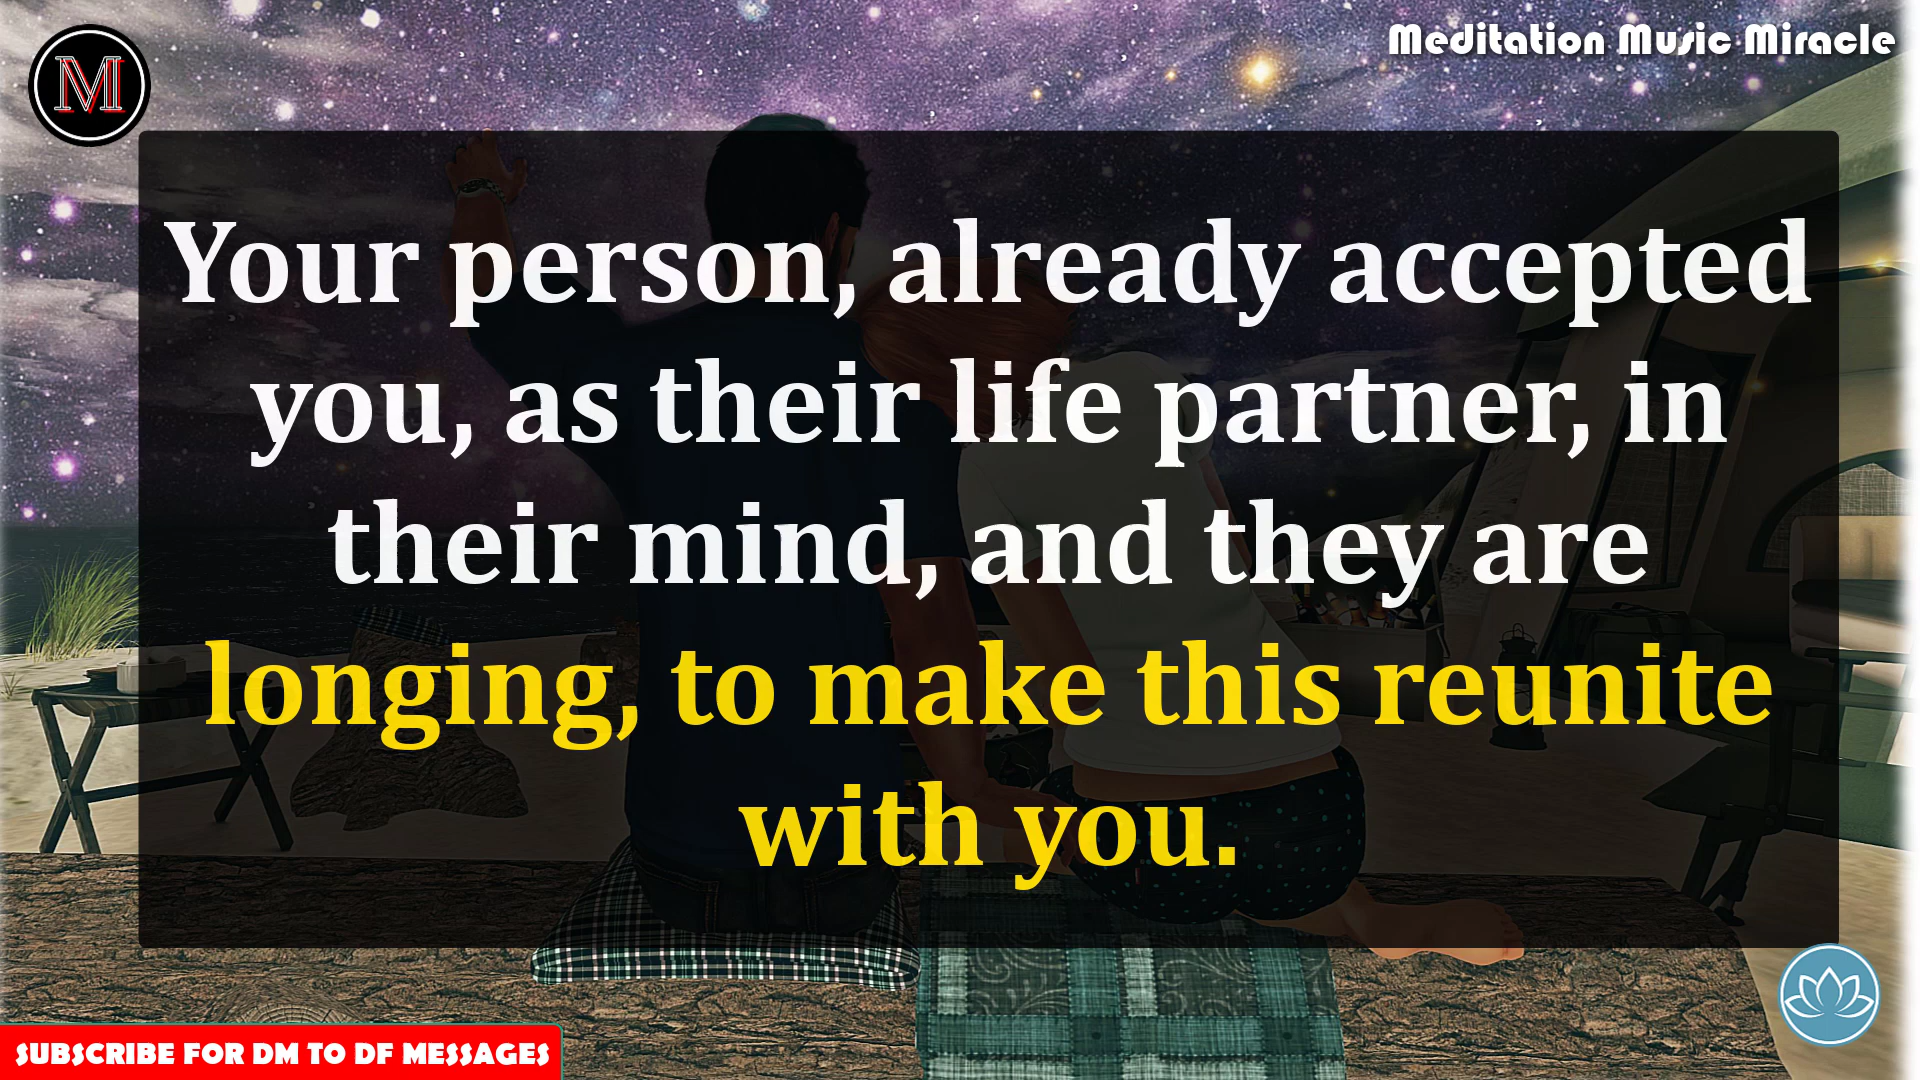 M
Meditation Music Miracle
Your person, already accepted
you, as their life partner, in
their mind, and they are
longing, to make this reunite
with you.
SUBSCRIBE FOR DM TO DF MESSAGES